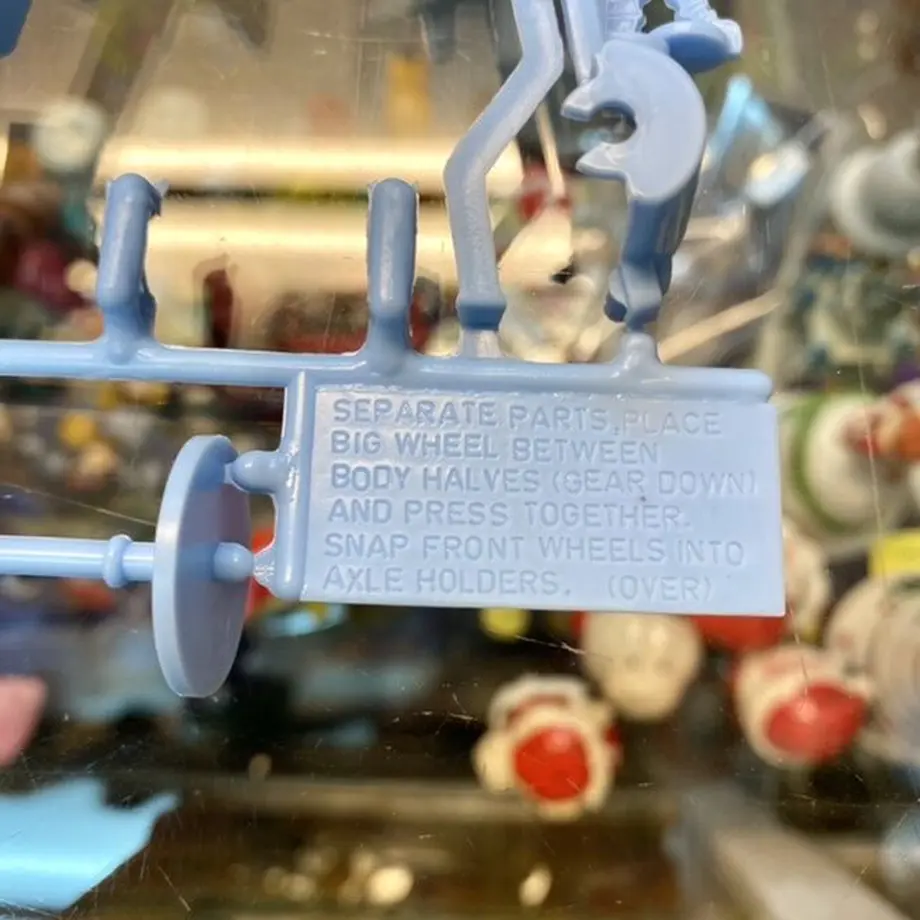 SEPARATE PARTS, PLACE
BIG WHEEL BETWEEN
BODY HALVES (GEAR DOWN)
AND PRESS TOGETHER.
SNAP FRONT WHEELS INTO
AXLE HOLDERS. (OVER)